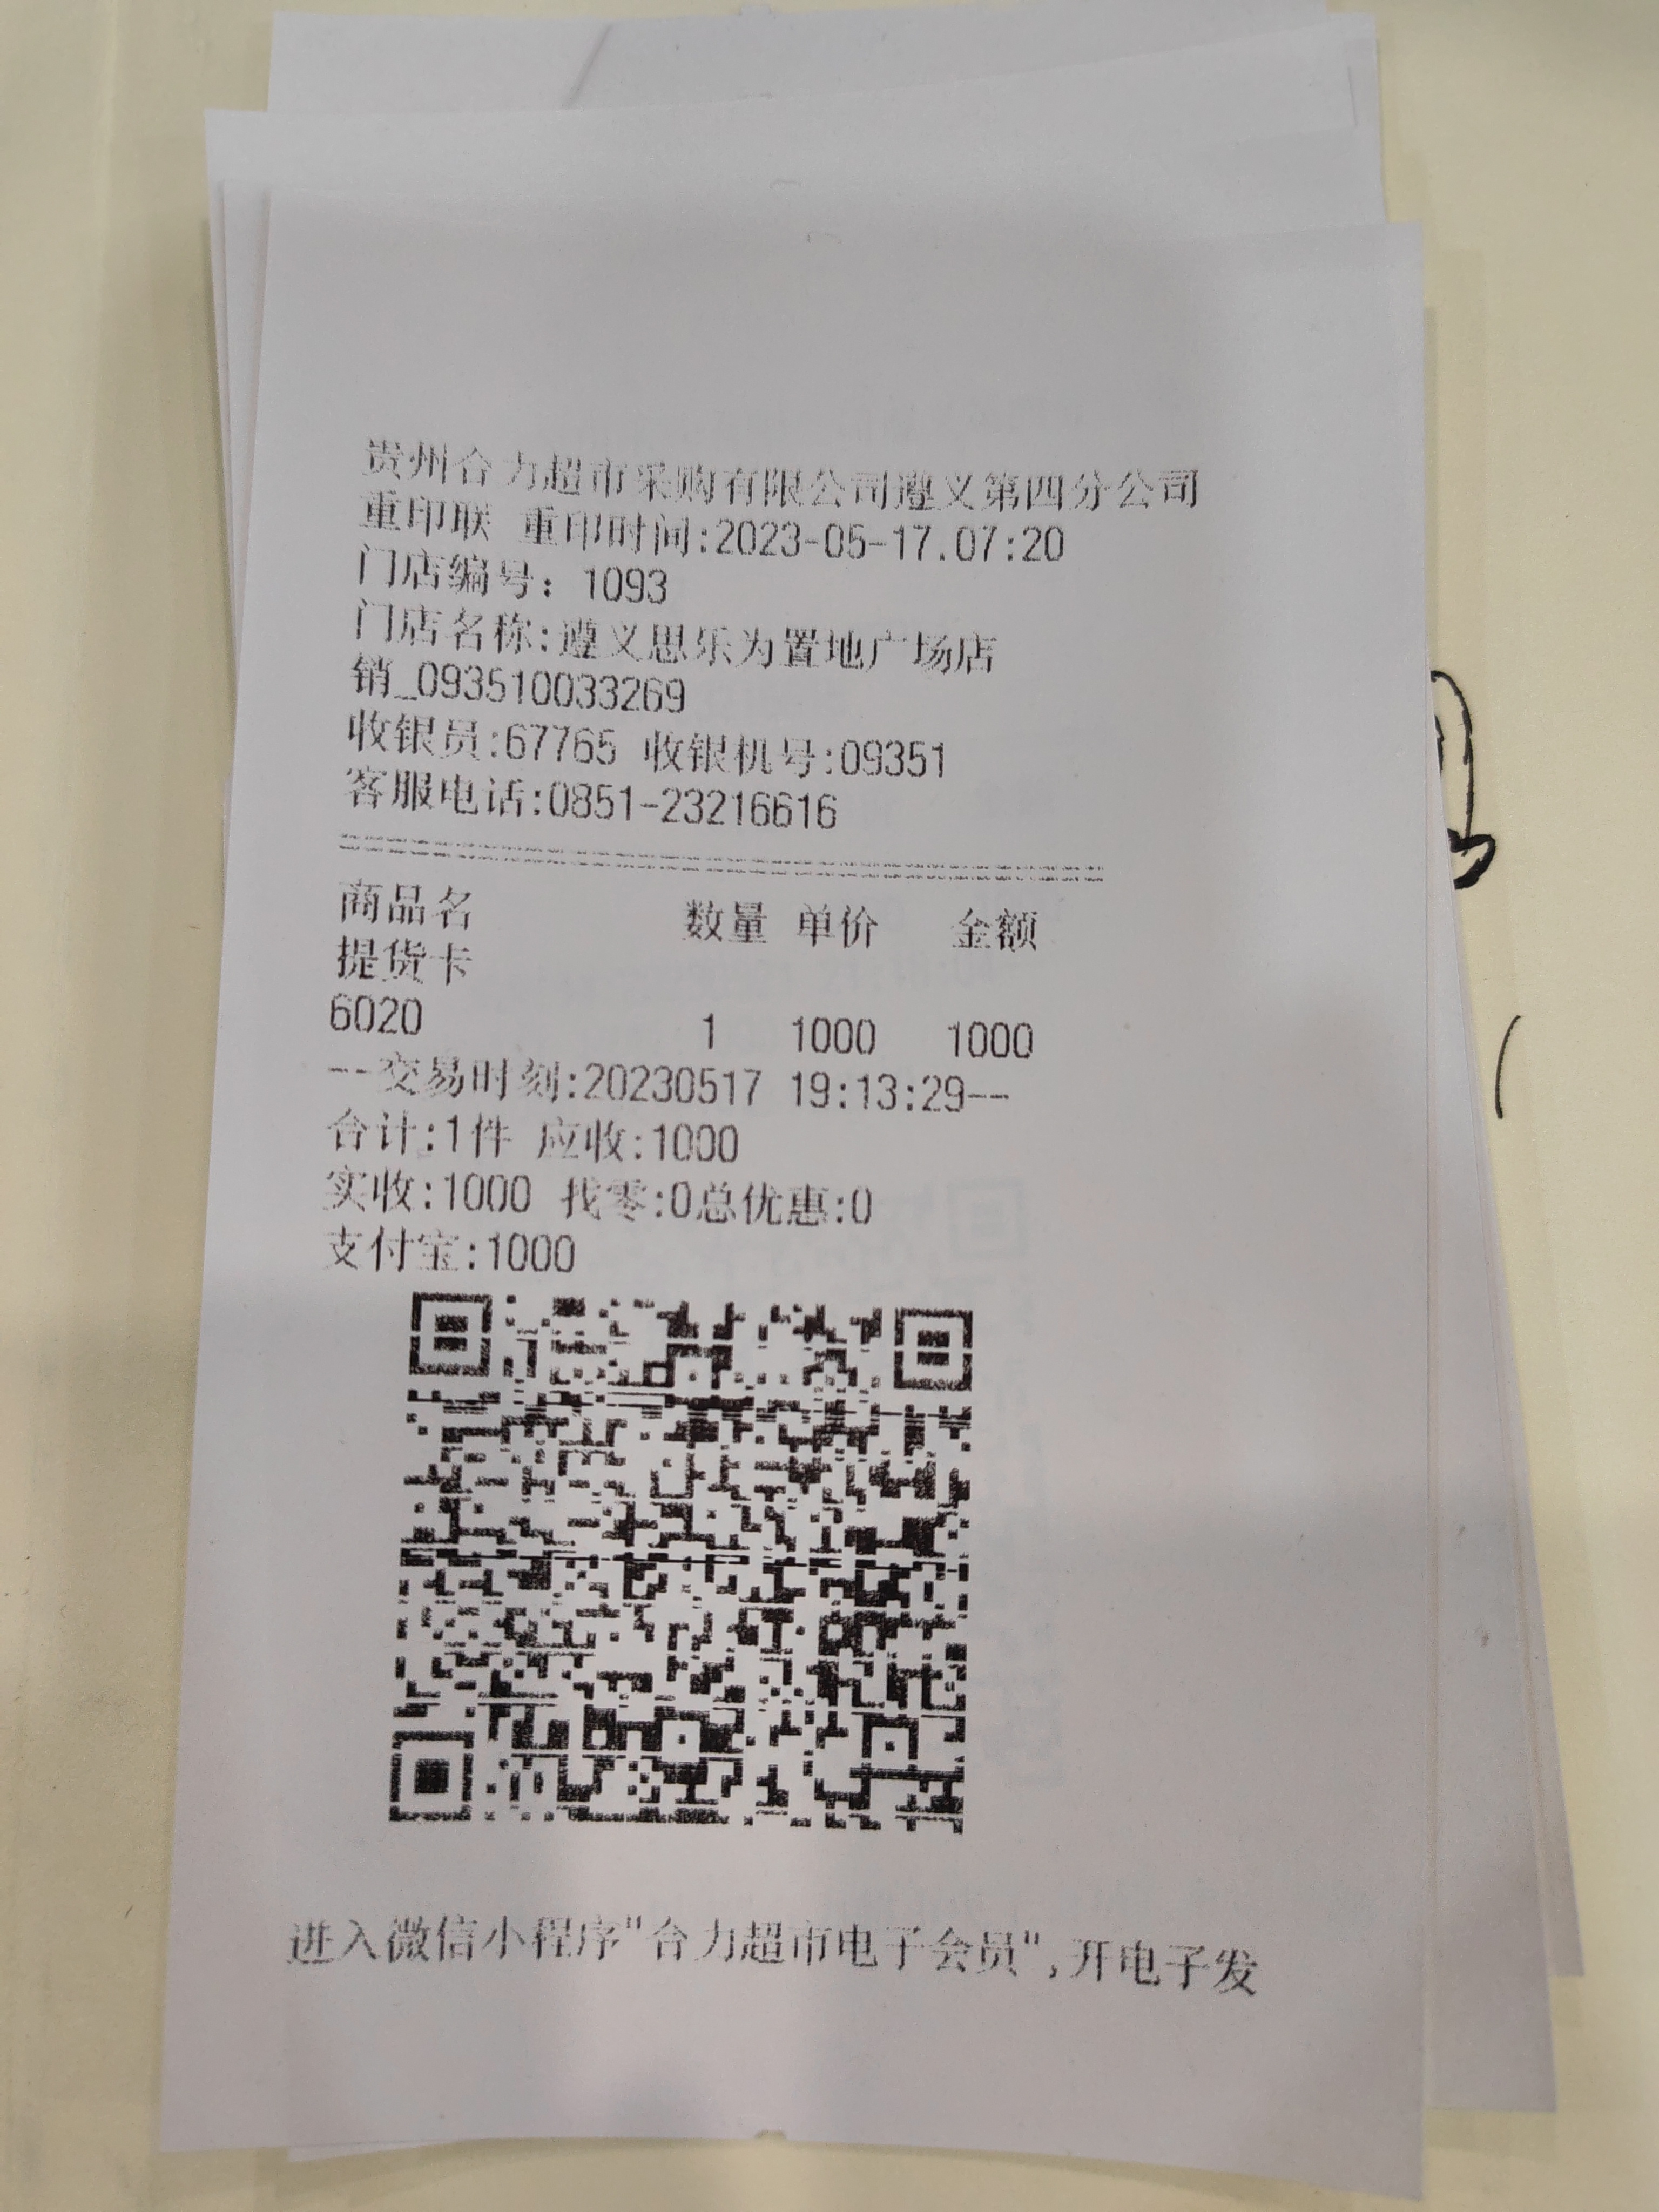 贵州合力超市采购有限公司遵义第四分公司
重印联 重印时间:2023-05-17.07:20
门店编号：1093
门店名称:遵义思乐为置地广场店
销_093510033269
收银员:67765 收银机号:09351
客服电话:0851-23216616
商品名 数量 单价 金额
提货卡
6020 1 1000 1000
--交易时刻:20230517 19:13:29--
合计:1件 应收:1000
实收:1000 找零:0总优惠:0
支付宝:1000
进入微信小程序"合力超市电子会员",开电子发